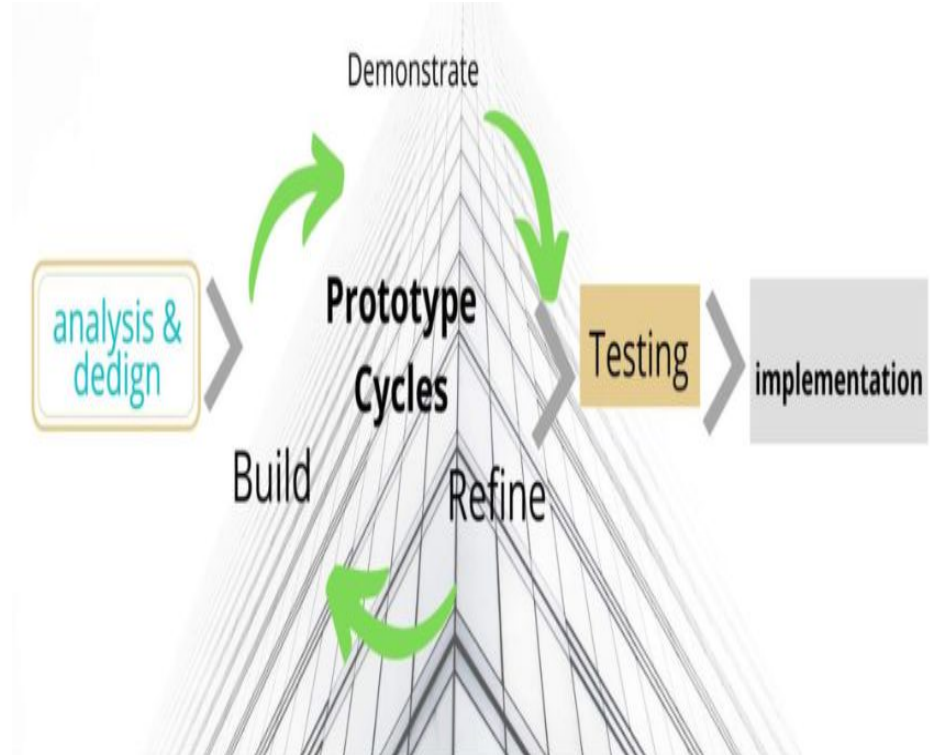 Demonstrate
analysis &
dedign
Prototype
Cycles
Testing
implementation
Build
Refine